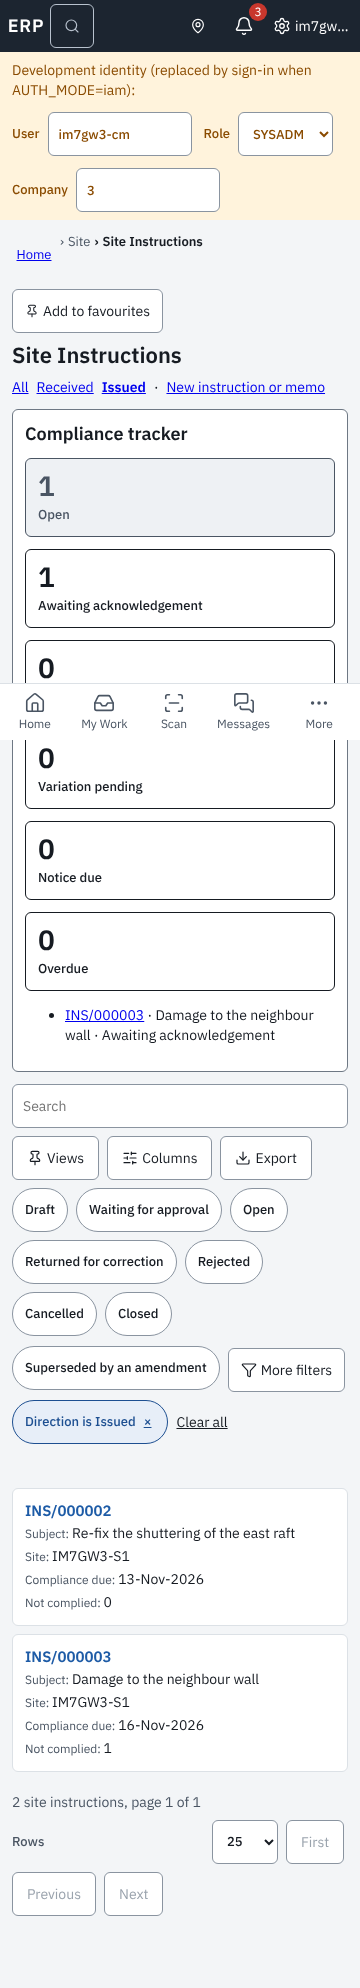 ERP
3
im7gw...
Development identity (replaced by sign-in when
AUTH_MODE=iam):
User im7gw3-cm Role SYSADM
Company 3
Home › Site › Site Instructions
Add to favourites
Site Instructions
All Received Issued · New instruction or memo
Compliance tracker
1
Open
1
Awaiting acknowledgement
0
Home My Work Scan Messages More
0
Variation pending
0
Notice due
0
Overdue
• INS/000003 · Damage to the neighbour
wall · Awaiting acknowledgement
Search
Views Columns Export
Draft Waiting for approval Open
Returned for correction Rejected
Cancelled Closed
Superseded by an amendment More filters
Direction is Issued × Clear all
INS/000002
Subject: Re-fix the shuttering of the east raft
Site: IM7GW3-S1
Compliance due: 13-Nov-2026
Not complied: 0
INS/000003
Subject: Damage to the neighbour wall
Site: IM7GW3-S1
Compliance due: 16-Nov-2026
Not complied: 1
2 site instructions, page 1 of 1
Rows 25 First
Previous Next